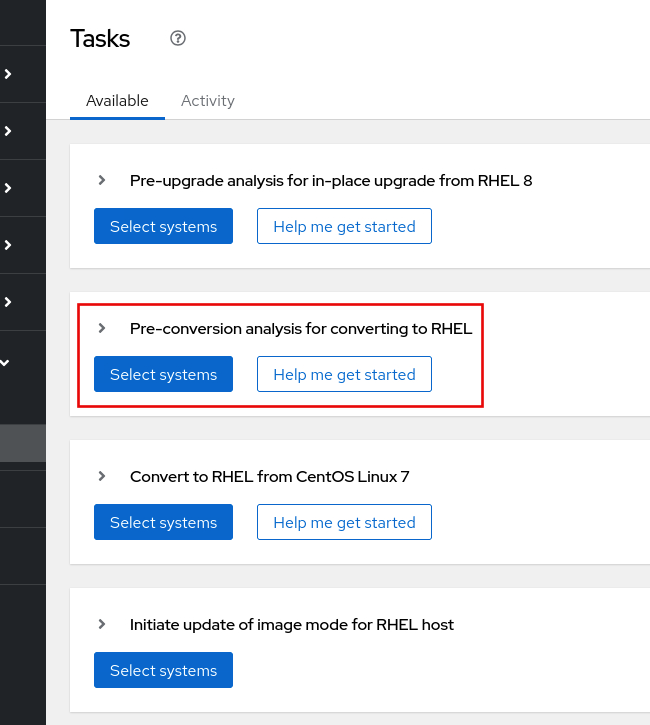 Tasks
Available Activity
Pre-upgrade analysis for in-place upgrade from RHEL 8
Select systems Help me get started
Pre-conversion analysis for converting to RHEL
Select systems Help me get started
Convert to RHEL from CentOS Linux 7
Select systems Help me get started
Initiate update of image mode for RHEL host
Select systems